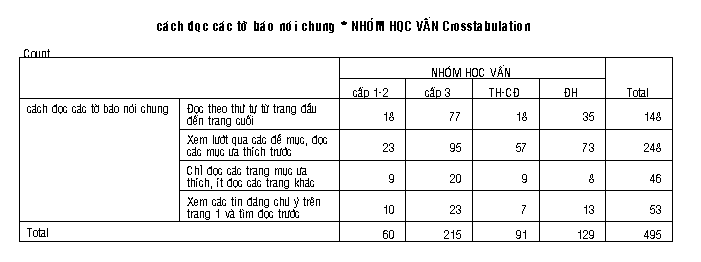 cách đọc các tờ báo nói chung * NHÓM HỌC VẤN Crosstabulation
Count
NHÓM HỌC VẤN
cấp 1-2 cấp 3 TH-CĐ ĐH Total
cách đọc các tờ báo nói chung Đọc theo thứ tự từ trang đầu
đến trang cuối 18 77 18 35 148
Xem lướt qua các đề mục, đọc
các mục ưa thích trước 23 95 57 73 248
Chỉ đọc các trang mục ưa
thích, ít đọc các trang khác 9 20 9 8 46
Xem các tin đáng chú ý trên
trang 1 và tìm đọc trước 10 23 7 13 53
Total 60 215 91 129 495